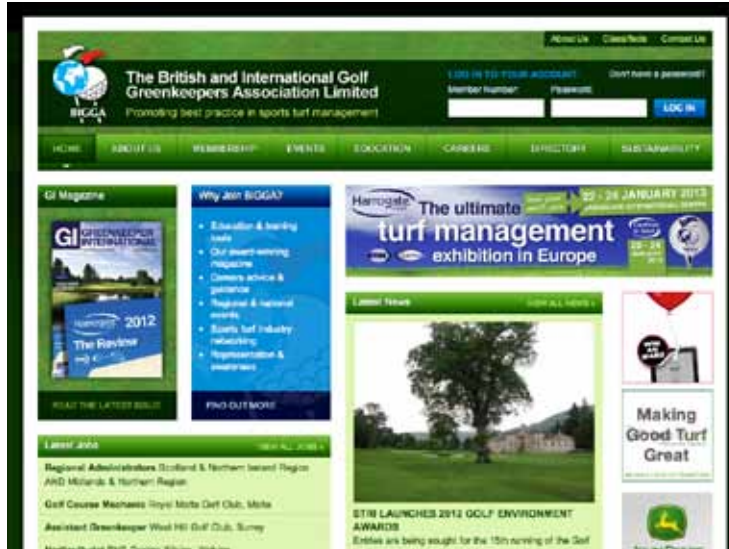 About Us Classifieds Contact Us
BIGGA
The British and International Golf
Greenkeepers Association Limited
Promoting best practice in sports turf management
LOG IN TO YOUR ACCOUNT Don't have a password?
Member Number: Password:
LOG IN
HOME ABOUT US MEMBERSHIP EVENTS EDUCATION CAREERS DIRECTORY SUSTAINABILITY
GI Magazine
GI GREENKEEPER
INTERNATIONAL
Harrogate 2012
The Review
READ THE LATEST ISSUE
Why Join BIGGA?
Education & training
tools
Our award-winning
magazine
Careers advice &
guidance
Regional & national
events
Sports turf industry
networking
Representation &
awareness
FIND OUT MORE
Harrogate
The ultimate
turf management
exhibition in Europe
22 - 24 JANUARY 2013
Latest News VIEW ALL NEWS »
STRI LAUNCHES 2012 GOLF ENVIRONMENT
AWARDS
Entries are being sought for the 15th running of the Golf
Latest Jobs VIEW ALL JOBS »
Regional Administrators Scotland & Northern Ireland Region
AND Midlands & Northern Region
Golf Course Mechanic Royal Malta Golf Club, Malta
Assistant Greenkeeper West Hill Golf Club, Surrey
Making
Good Turf
Great